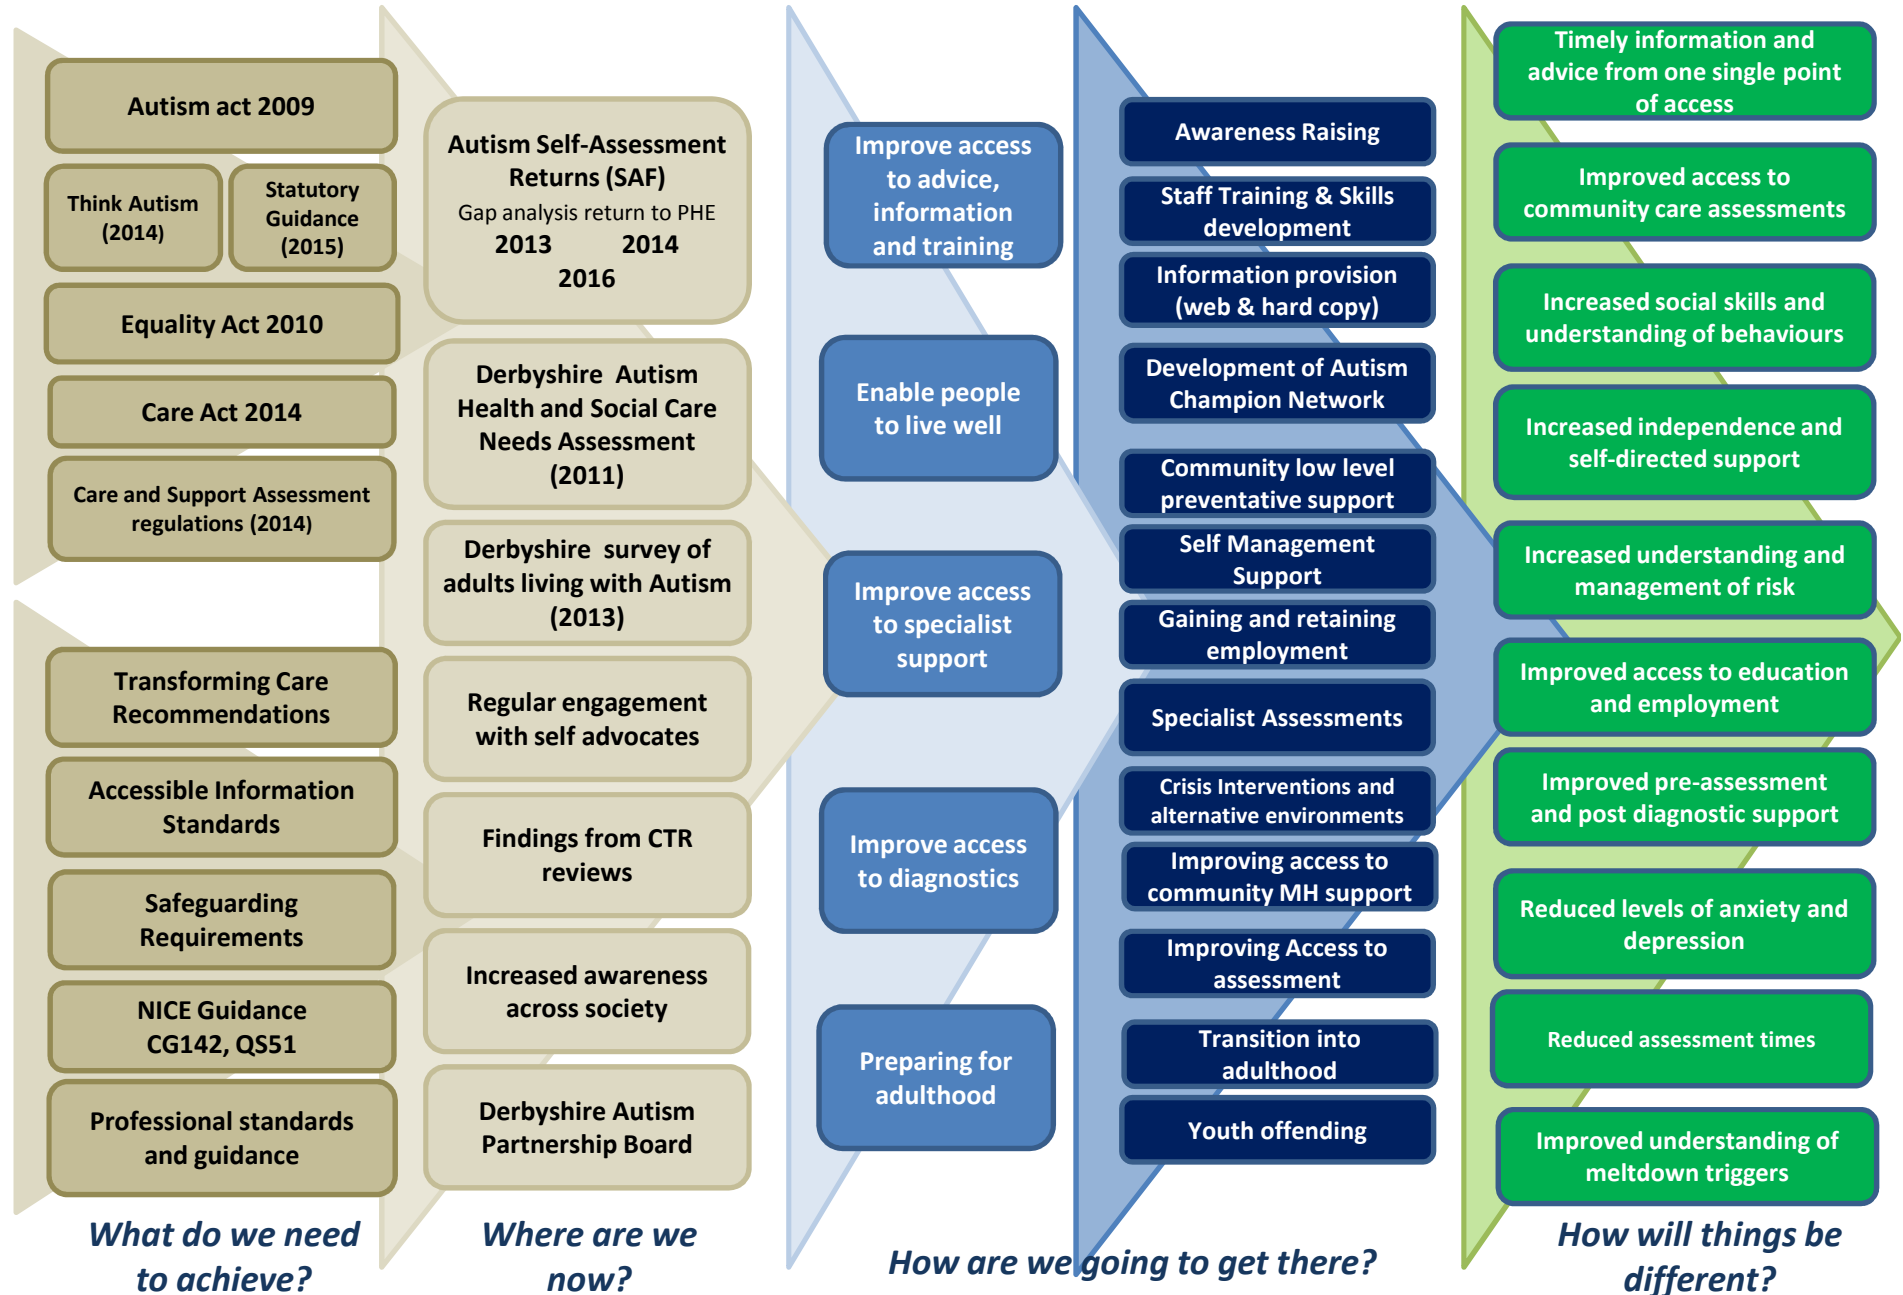 Autism act 2009
Think Autism
(2014)
Statutory
Guidance
(2015)
Equality Act 2010
Care Act 2014
Care and Support Assessment
regulations (2014)
Transforming Care
Recommendations
Accessible Information
Standards
Safeguarding
Requirements
NICE Guidance
CG142, QS51
Professional standards
and guidance
What do we need
to achieve?
Autism Self-Assessment
Returns (SAF)
Gap analysis return to PHE
2013 2014
2016
Derbyshire Autism
Health and Social Care
Needs Assessment
(2011)
Derbyshire survey of
adults living with Autism
(2013)
Regular engagement
with self advocates
Findings from CTR
reviews
Increased awareness
across society
Derbyshire Autism
Partnership Board
Where are we
now?
Improve access
to advice,
information
and training
Enable people
to live well
Improve access
to specialist
support
Improve access
to diagnostics
Preparing for
adulthood
Awareness Raising
Staff Training & Skills
development
Information provision
(web & hard copy)
Development of Autism
Champion Network
Community low level
preventative support
Self Management
Support
Gaining and retaining
employment
Specialist Assessments
Crisis Interventions and
alternative environments
Improving access to
community MH support
Improving Access to
assessment
Transition into
adulthood
Youth offending
How are we going to get there?
Timely information and
advice from one single point
of access
Improved access to
community care assessments
Increased social skills and
understanding of behaviours
Increased independence and
self-directed support
Increased understanding and
management of risk
Improved access to education
and employment
Improved pre-assessment
and post diagnostic support
Reduced levels of anxiety and
depression
Reduced assessment times
Improved understanding of
meltdown triggers
How will things be
different?